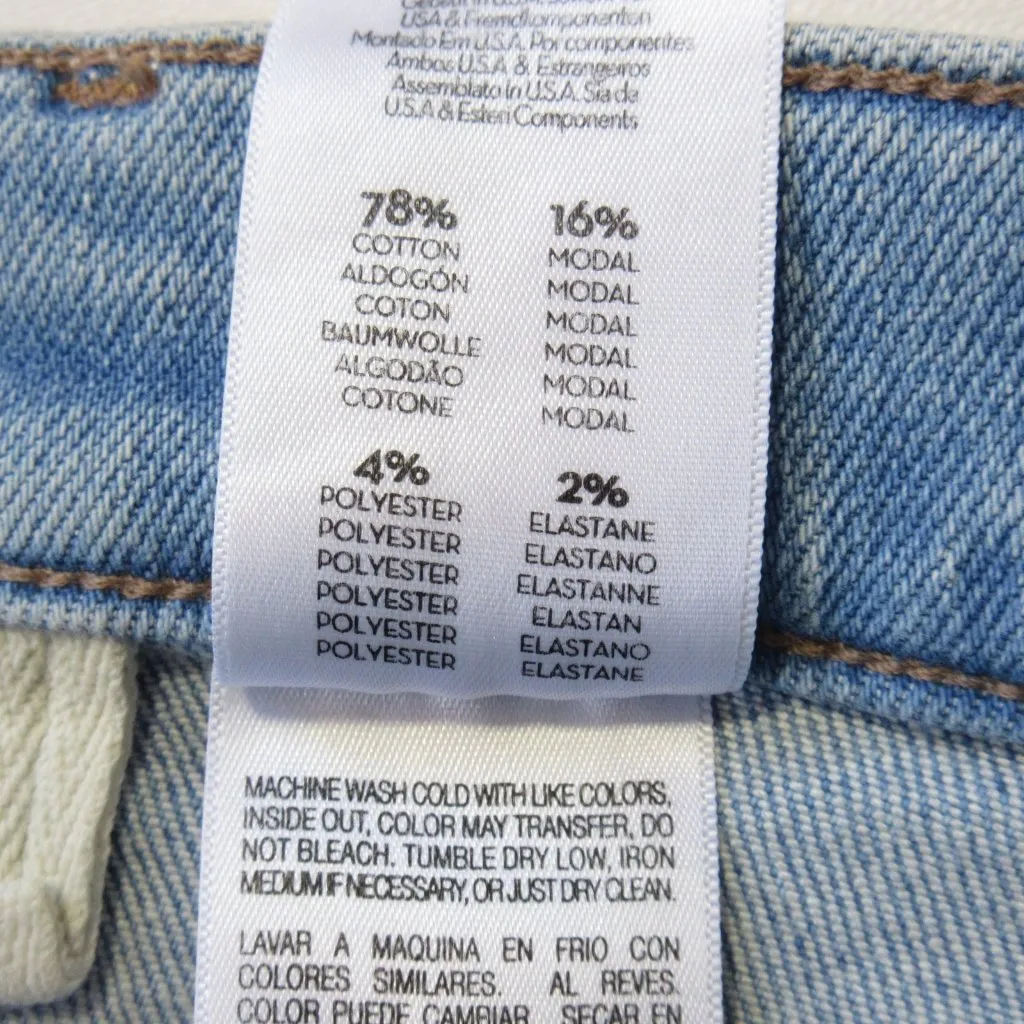 USA & Fremdkomponenten
Montado Em U.S.A. Por componentes
Ambos U.S.A & Estrangeiros
Assemblato in U.S.A. Sia da
U.S.A & Esteri Components
78%
COTTON
ALDOGÓN
COTON
BAUMWOLLE
ALGODÃO
COTONE
16%
MODAL
MODAL
MODAL
MODAL
MODAL
MODAL
4%
POLYESTER
POLYESTER
POLYESTER
POLYESTER
POLYESTER
POLYESTER
2%
ELASTANE
ELASTANO
ELASTANNE
ELASTAN
ELASTANO
ELASTANE
MACHINE WASH COLD WITH LIKE COLORS,
INSIDE OUT, COLOR MAY TRANSFER, DO
NOT BLEACH. TUMBLE DRY LOW, IRON
MEDIUM IF NECESSARY, OR JUST DRY CLEAN.
LAVAR A MAQUINA EN FRIO CON
COLORES SIMILARES. AL REVES.
COLOR PUEDE CAMBIAR. SECAR EN